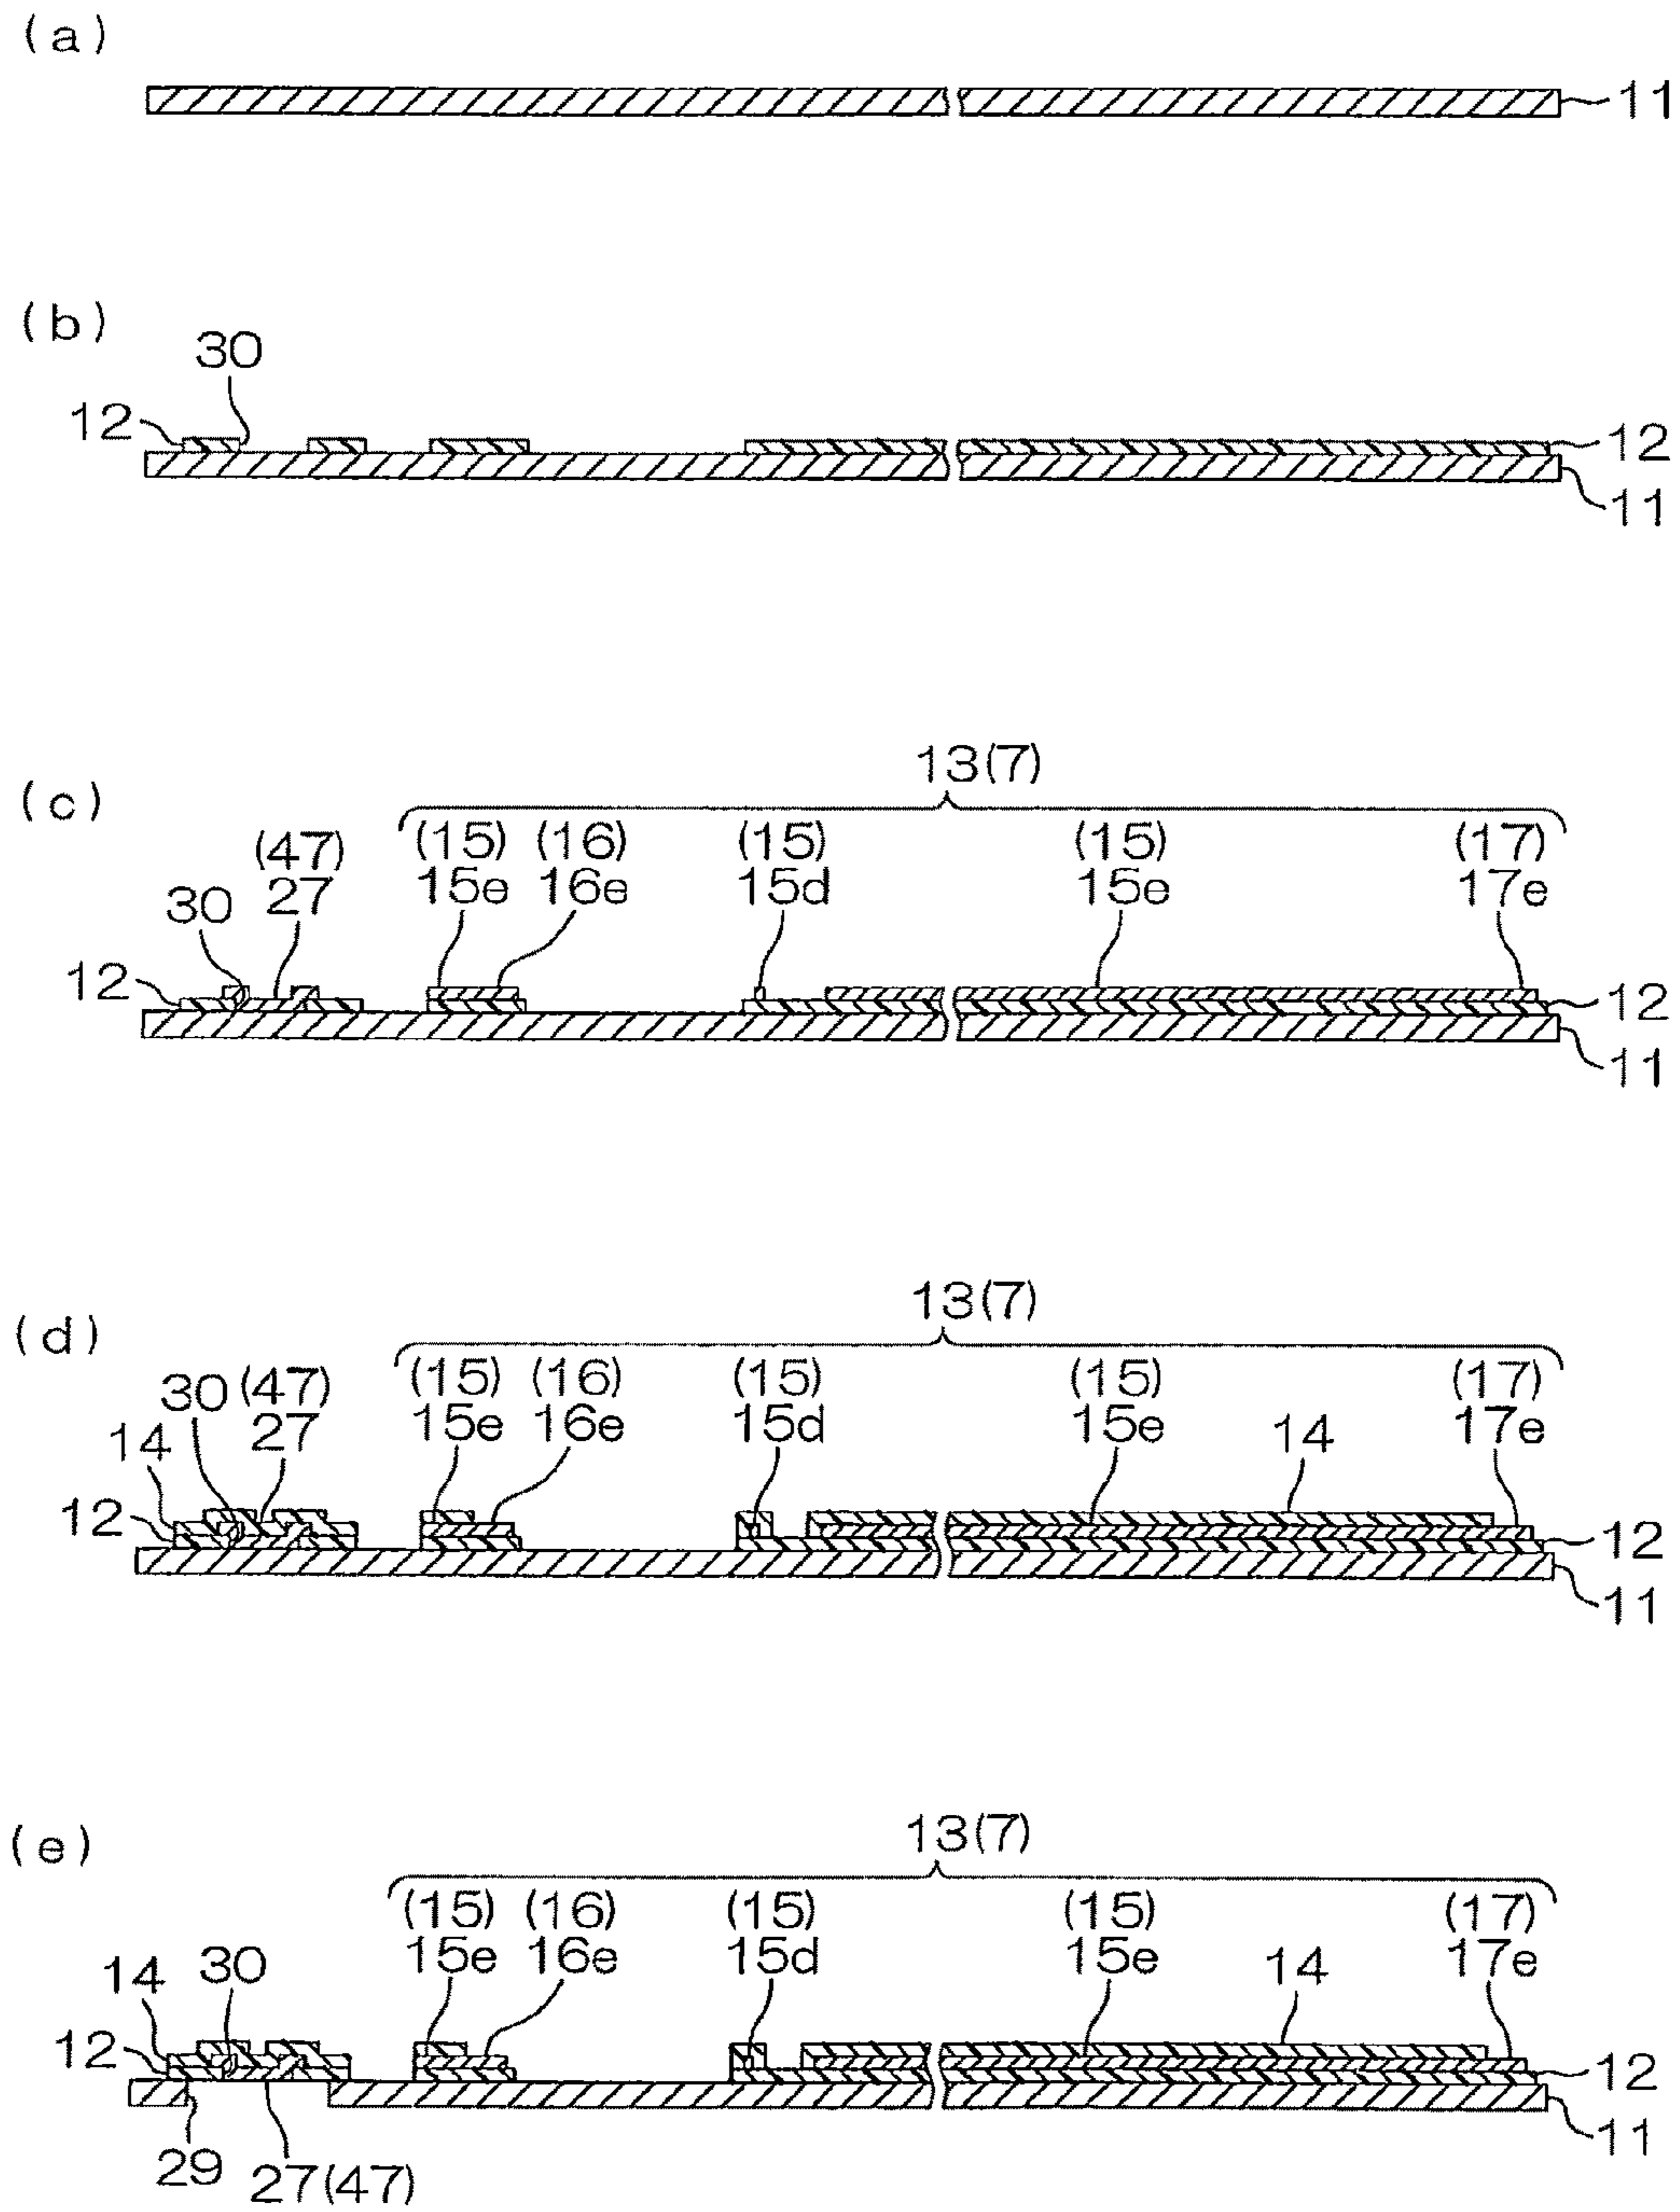 (a)
11
(b)
30
12
12
11
13(7)
(c)
(47) (15) (16) (15) (15) (17)
30 27 15e 16e 15d 15e 17e
12
12
11
13(7)
(d)
(47) (15) (16) (15) (15) (17)
14 30 27 15e 16e 15d 15e 14 17e
12
12
11
13(7)
(e)
(15) (16) (15) (15) (17)
14 30 15e 16e 15d 15e 14 17e
12
12
11
29 27(47)